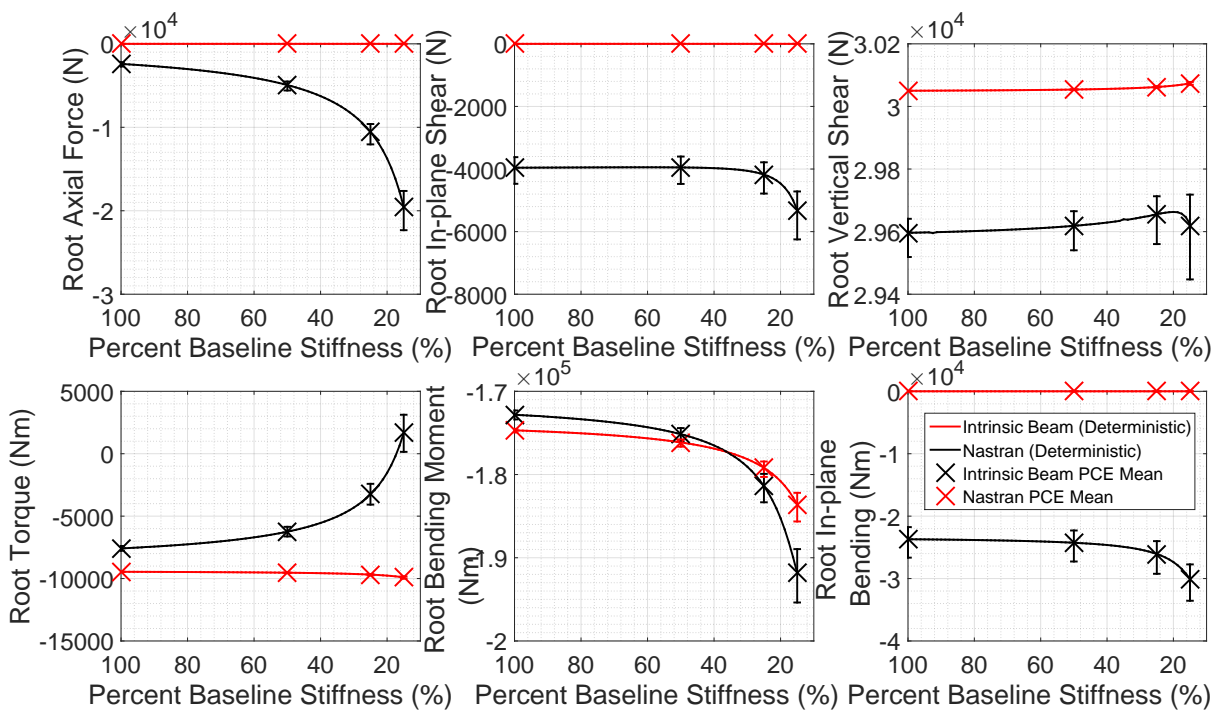 ×10⁴
0
-1
-2
-3
Root Axial Force (N)
100 80 60 40 20
Percent Baseline Stiffness (%)
0
-2000
-4000
-6000
-8000
Root In-plane Shear (N)
100 80 60 40 20
Percent Baseline Stiffness (%)
×10⁴
3.02
3
2.98
2.96
2.94
Root Vertical Shear (N)
100 80 60 40 20
Percent Baseline Stiffness (%)
5000
0
-5000
-10000
-15000
Root Torque (Nm)
100 80 60 40 20
Percent Baseline Stiffness (%)
×10⁵
-1.7
-1.8
-1.9
-2
Root Bending Moment
(Nm)
100 80 60 40 20
Percent Baseline Stiffness (%)
×10⁴
0
-1
-2
-3
-4
Root In-plane
Bending (Nm)
Intrinsic Beam (Deterministic)
Nastran (Deterministic)
Intrinsic Beam PCE Mean
Nastran PCE Mean
100 80 60 40 20
Percent Baseline Stiffness (%)